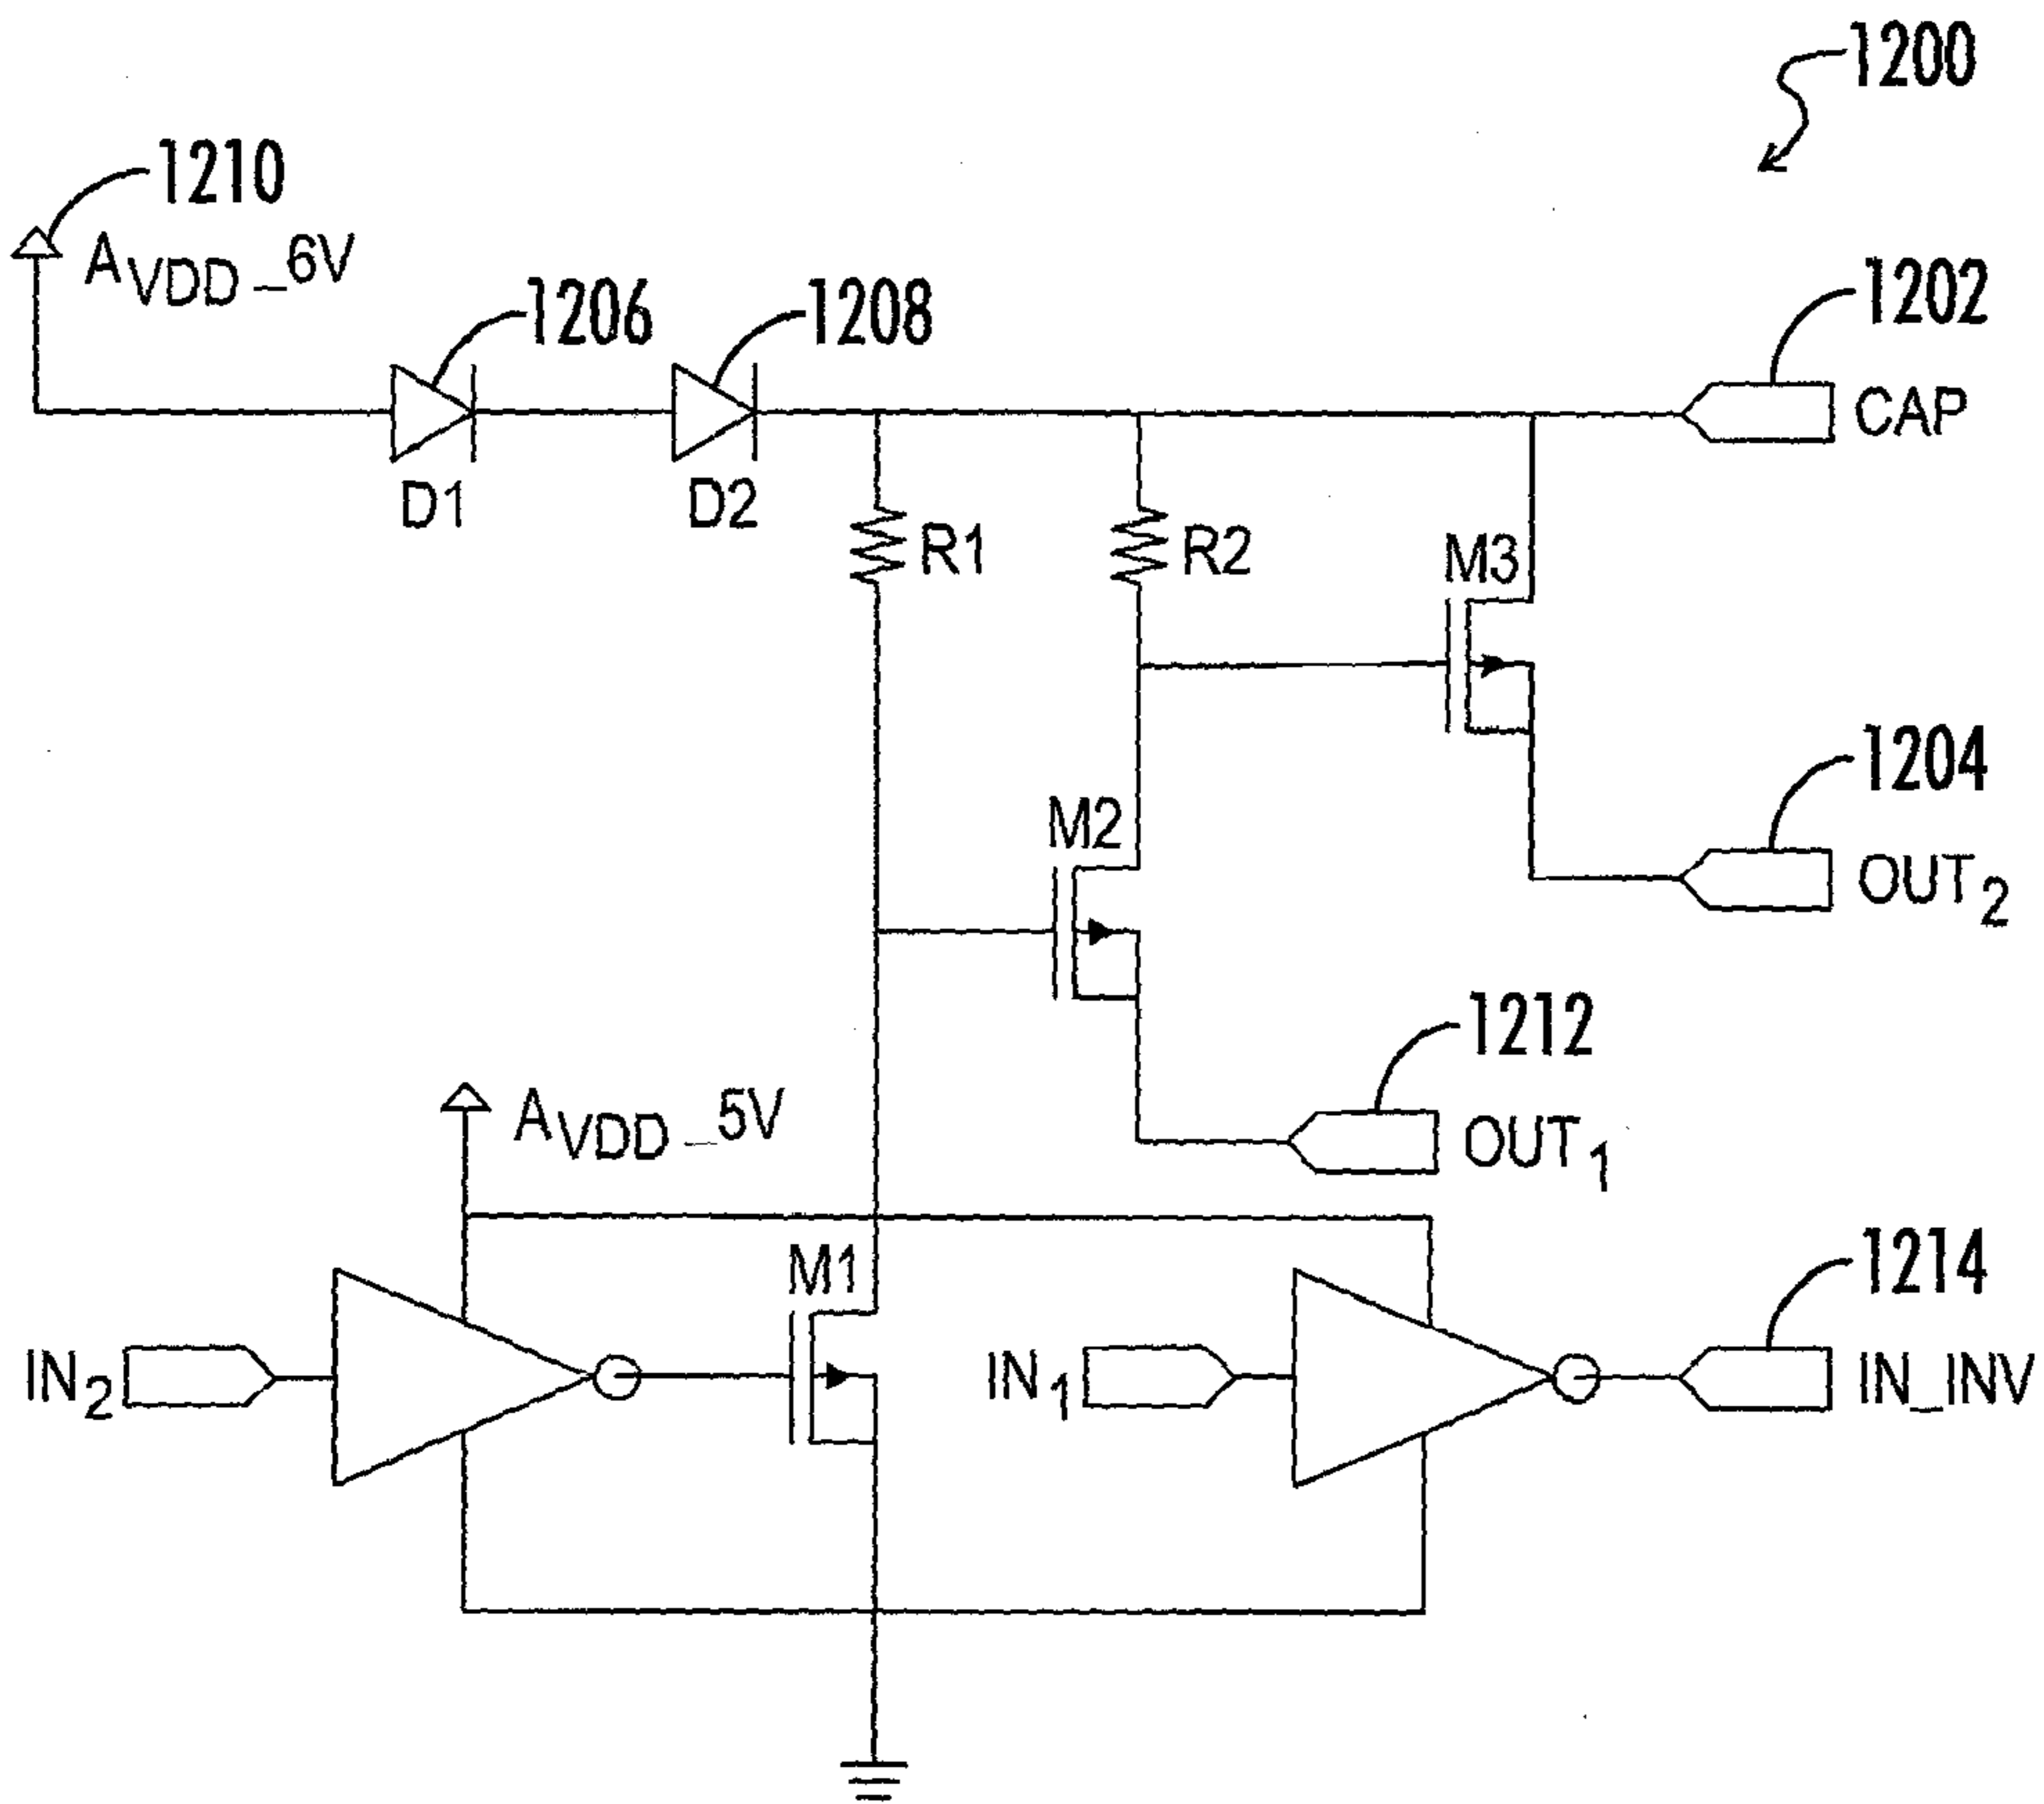 1200
1210
AVDD_6V
1206
1208
1202
CAP
D1
D2
R1
R2
M3
1204
OUT2
M2
1212
OUT1
AVDD_5V
M1
1214
IN2
IN1
IN_INV